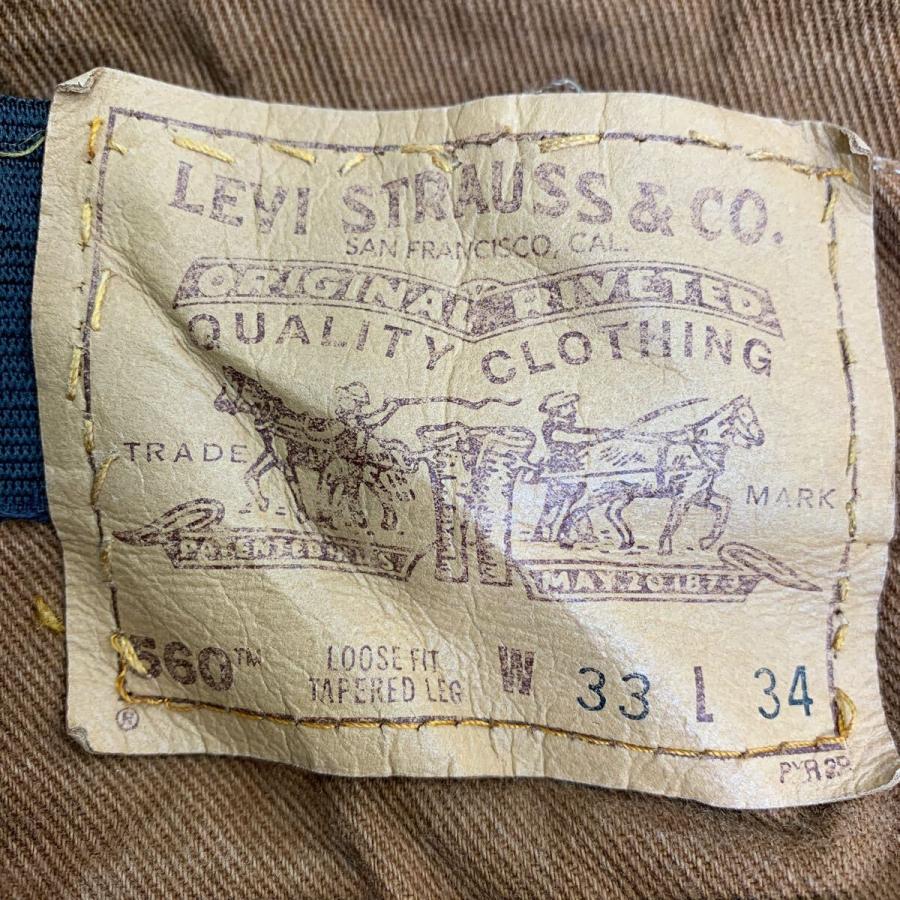 LEVI STRAUSS & CO.
SAN FRANCISCO, CAL.
ORIGINAL RIVETED
QUALITY CLOTHING
TRADE MARK
PATENTED
MAY 20 1873
560™ LOOSE FIT TAPERED LEG W 33 L 34
®